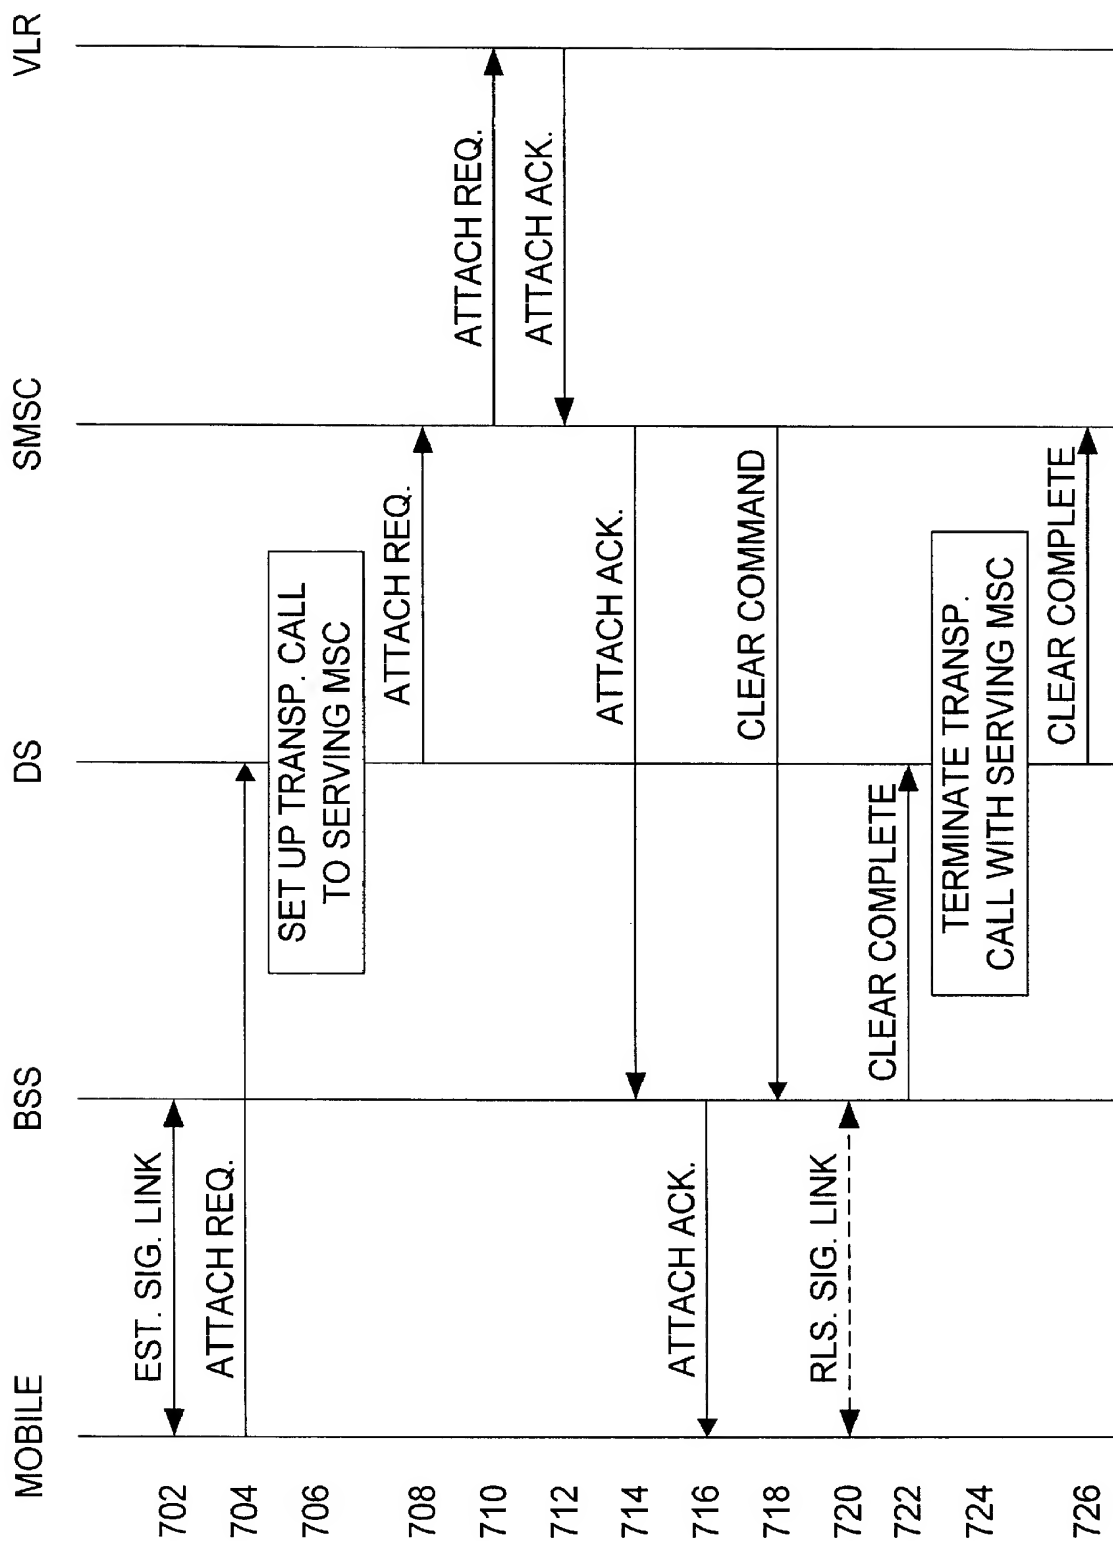 MOBILE
BSS
DS
SMSC
VLR
702
EST. SIG. LINK
704
ATTACH REQ.
706
SET UP TRANSP. CALL
TO SERVING MSC
708
ATTACH REQ.
710
ATTACH REQ.
712
ATTACH ACK.
714
ATTACH ACK.
716
ATTACH ACK.
718
CLEAR COMMAND
720
RLS. SIG. LINK
722
CLEAR COMPLETE
724
TERMINATE TRANSP.
CALL WITH SERVING MSC
726
CLEAR COMPLETE